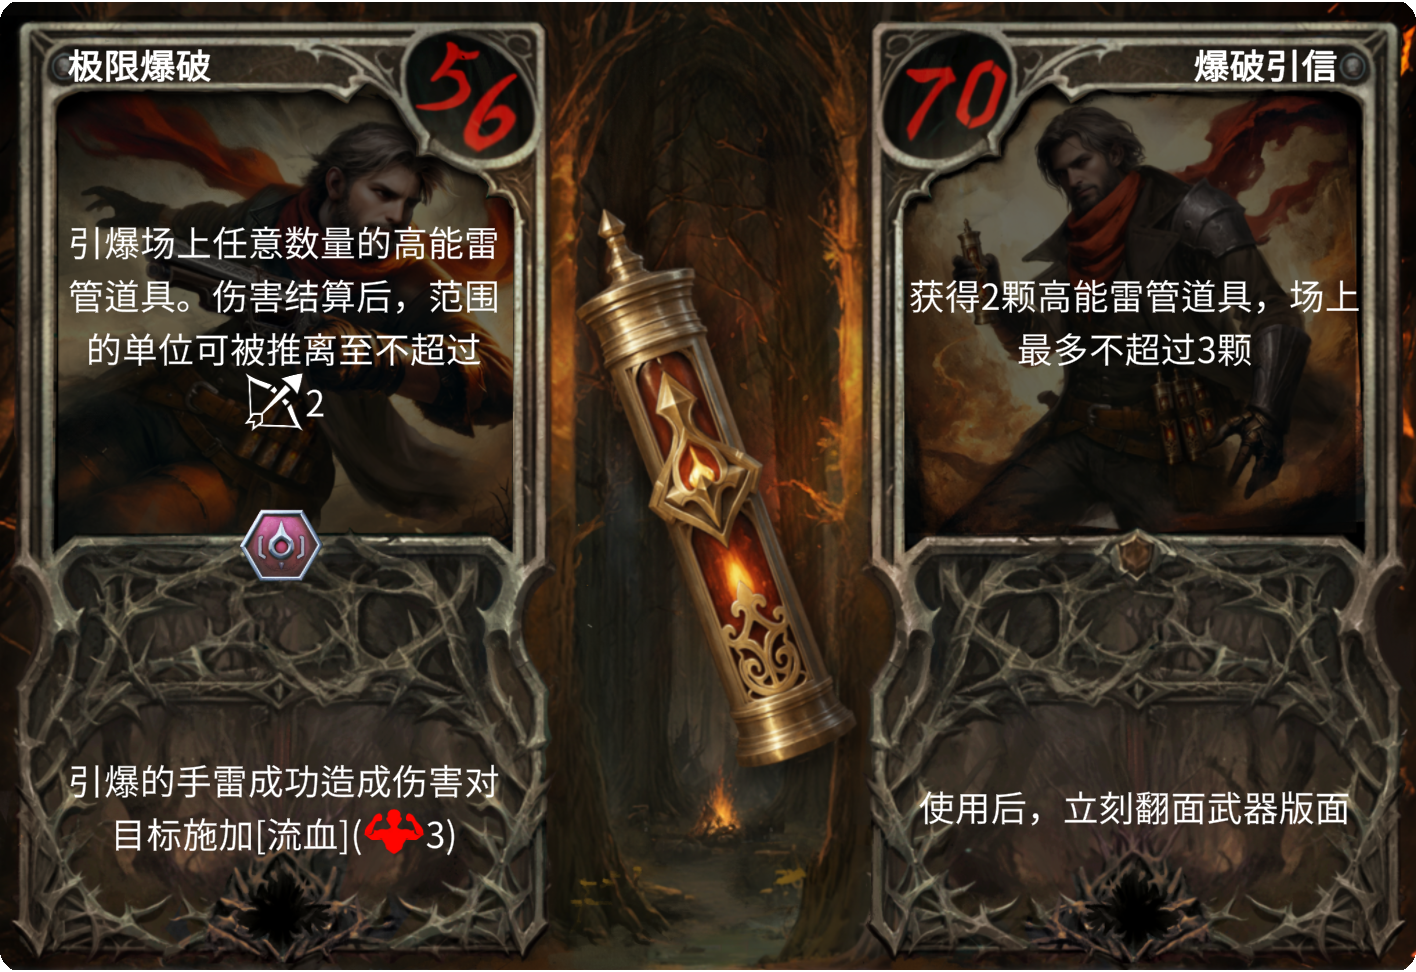 极限爆破
56
引爆场上任意数量的高能雷
管道具。伤害结算后，范围
的单位可被推离至不超过
2
引爆的手雷成功造成伤害对
目标施加[流血](3)
70
爆破引信
获得2颗高能雷管道具，场上
最多不超过3颗
使用后，立刻翻面武器版面